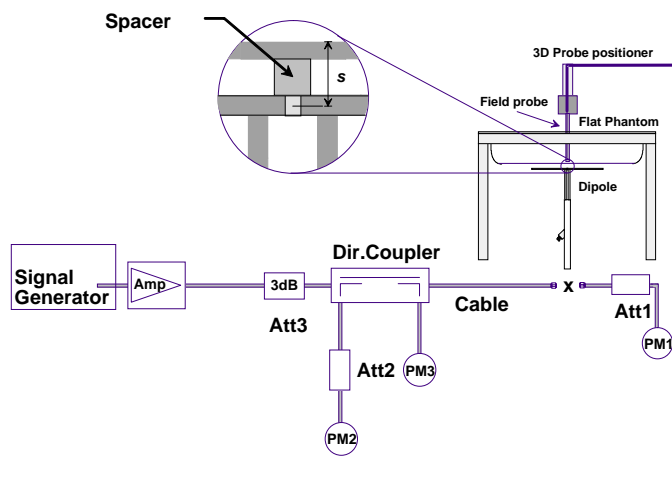 Spacer
s
3D Probe positioner
Field probe
Flat Phantom
Dipole
Dir.Coupler
Signal
Generator
Amp
3dB
Cable
x
Att3
Att1
Att2
PM3
PM1
PM2